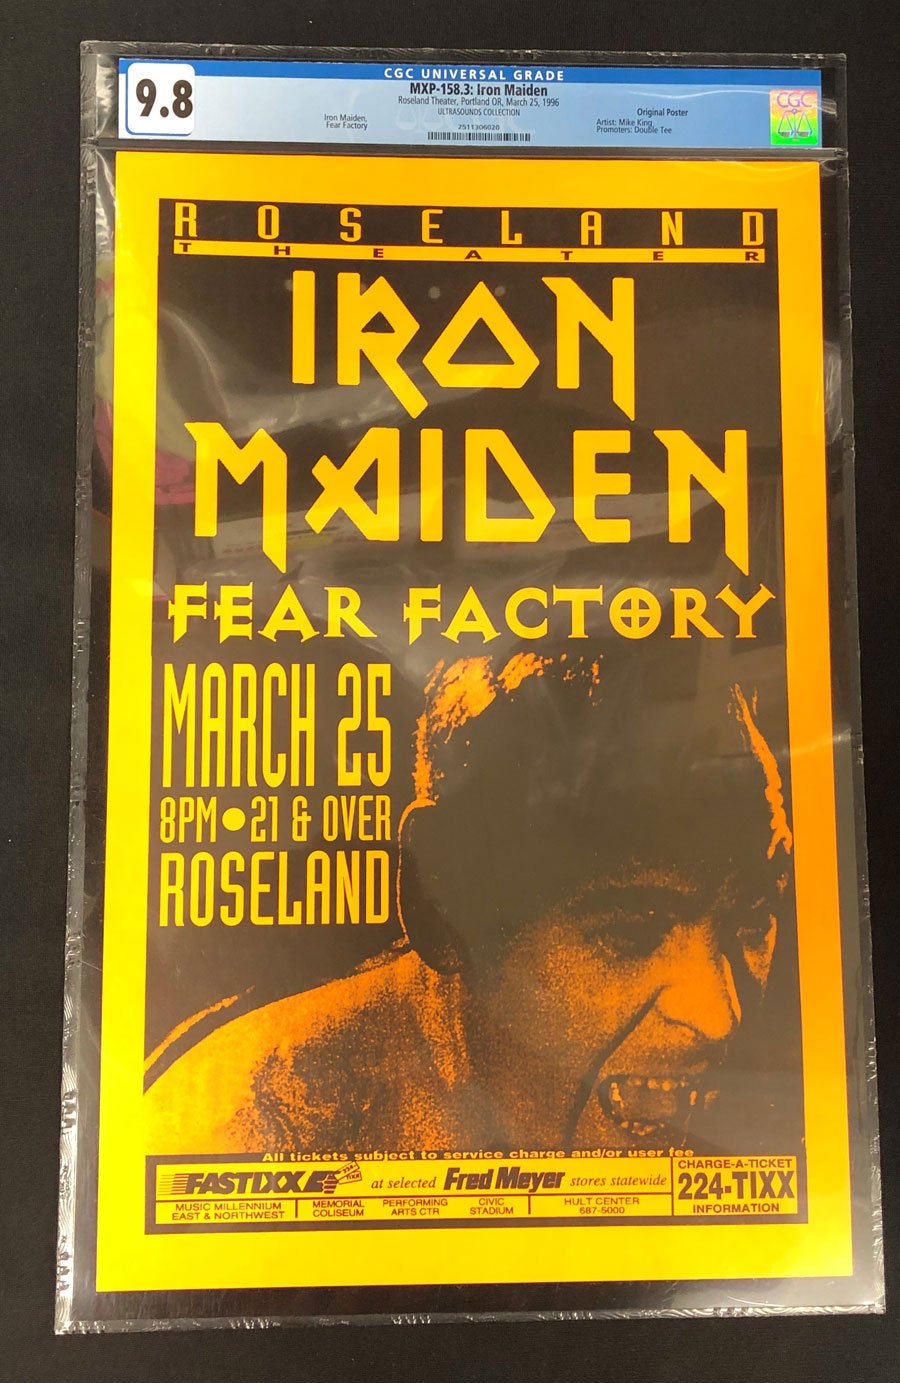 CGC UNIVERSAL GRADE
9.8
MXP-158.3: Iron Maiden
Roseland Theater, Portland OR, March 25, 1996
ULTRASOUNDS COLLECTION
Iron Maiden,
Fear Factory
2511306020
Original Poster
Artist: Mike King
Promoters: Double Tee
CGC
ROSELAND
THEATER
IRON
MAIDEN
FEAR FACTORY
MARCH 25
8PM • 21 & OVER
ROSELAND
All tickets subject to service charge and/or user fee
FASTIXX 224-TIXX at selected Fred Meyer stores statewide
MUSIC MILLENNIUM
EAST & NORTHWEST
MEMORIAL
COLISEUM
PERFORMING
ARTS CTR
CIVIC
STADIUM
HULT CENTER
687-5000
CHARGE-A-TICKET
224-TIXX
INFORMATION